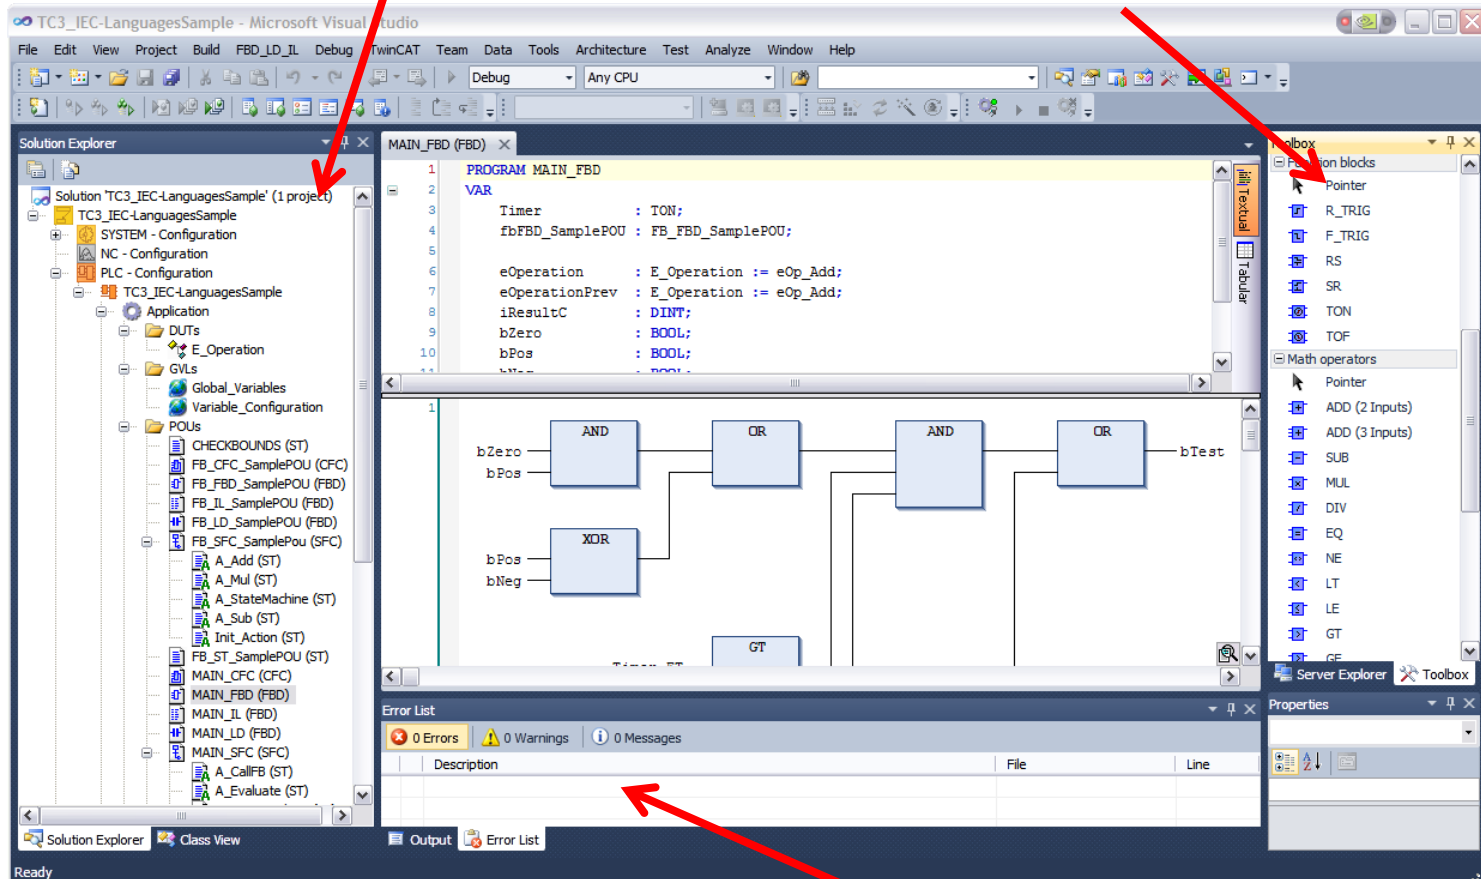 TC3_IEC-LanguagesSample - Microsoft Visual Studio
File Edit View Project Build FBD_LD_IL Debug TwinCAT Team Data Tools Architecture Test Analyze Window Help
Debug Any CPU
Solution Explorer
Solution 'TC3_IEC-LanguagesSample' (1 project)
TC3_IEC-LanguagesSample
SYSTEM - Configuration
NC - Configuration
PLC - Configuration
TC3_IEC-LanguagesSample
Application
DUTs
E_Operation
GVLs
Global_Variables
Variable_Configuration
POUs
CHECKBOUNDS (ST)
FB_CFC_SamplePOU (CFC)
FB_FBD_SamplePOU (FBD)
FB_IL_SamplePOU (FBD)
FB_LD_SamplePOU (FBD)
FB_SFC_SamplePou (SFC)
A_Add (ST)
A_Mul (ST)
A_StateMachine (ST)
A_Sub (ST)
Init_Action (ST)
FB_ST_SamplePOU (ST)
MAIN_CFC (CFC)
MAIN_FBD (FBD)
MAIN_IL (FBD)
MAIN_LD (FBD)
MAIN_SFC (SFC)
A_CallFB (ST)
A_Evaluate (ST)
Solution Explorer Class View
MAIN_FBD (FBD)
1 PROGRAM MAIN_FBD
2 VAR
3 Timer : TON;
4 fbFBD_SamplePOU : FB_FBD_SamplePOU;
5
6 eOperation : E_Operation := eOp_Add;
7 eOperationPrev : E_Operation := eOp_Add;
8 iResultC : DINT;
9 bZero : BOOL;
10 bPos : BOOL;
11 bNeg : BOOL;
Textual
Tabular
1
AND OR AND OR
bZero bTest
bPos
XOR
bPos
bNeg
GT
Timer.ET
Error List
0 Errors 0 Warnings 0 Messages
Description File Line
Output Error List
Toolbox
Function blocks
Pointer
R_TRIG
F_TRIG
RS
SR
TON
TOF
Math operators
Pointer
ADD (2 Inputs)
ADD (3 Inputs)
SUB
MUL
DIV
EQ
NE
LT
LE
GT
GE
Server Explorer Toolbox
Properties
Ready